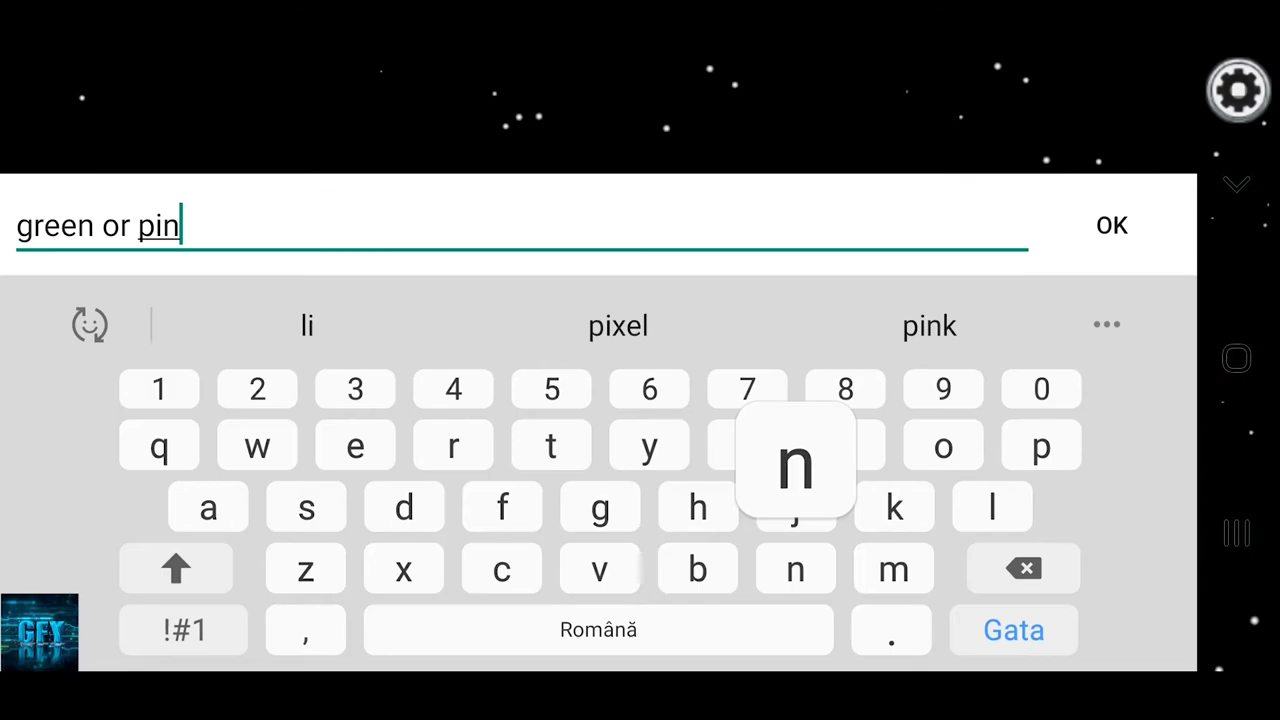 green or pin
OK
li pixel pink
1 2 3 4 5 6 7 8 9 0
q w e r t y o p
n
a s d f g h j k l
z x c v b n m
!#1 , Română . Gata
GFX